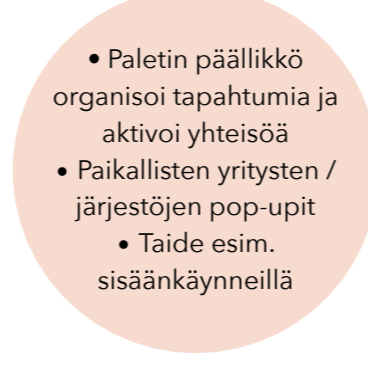 • Paletin päällikkö
organisoi tapahtumia ja
aktivoi yhteisöä
• Paikallisten yritysten /
järjestöjen pop-upit
• Taide esim.
sisäänkäynneillä